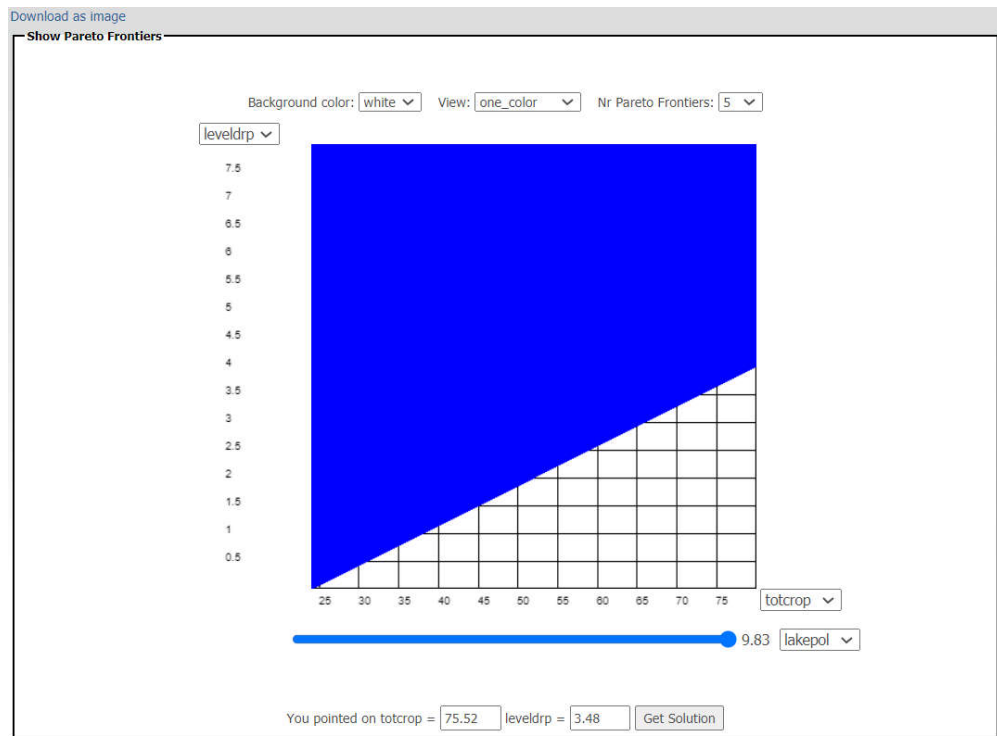 Download as image
Show Pareto Frontiers
Background color: white View: one_color Nr Pareto Frontiers: 5
leveldrp
7.5
7
6.5
6
5.5
5
4.5
4
3.5
3
2.5
2
1.5
1
0.5
25 30 35 40 45 50 55 60 65 70 75 totcrop
9.83 lakepol
You pointed on totcrop = 75.52 leveldrp = 3.48 Get Solution